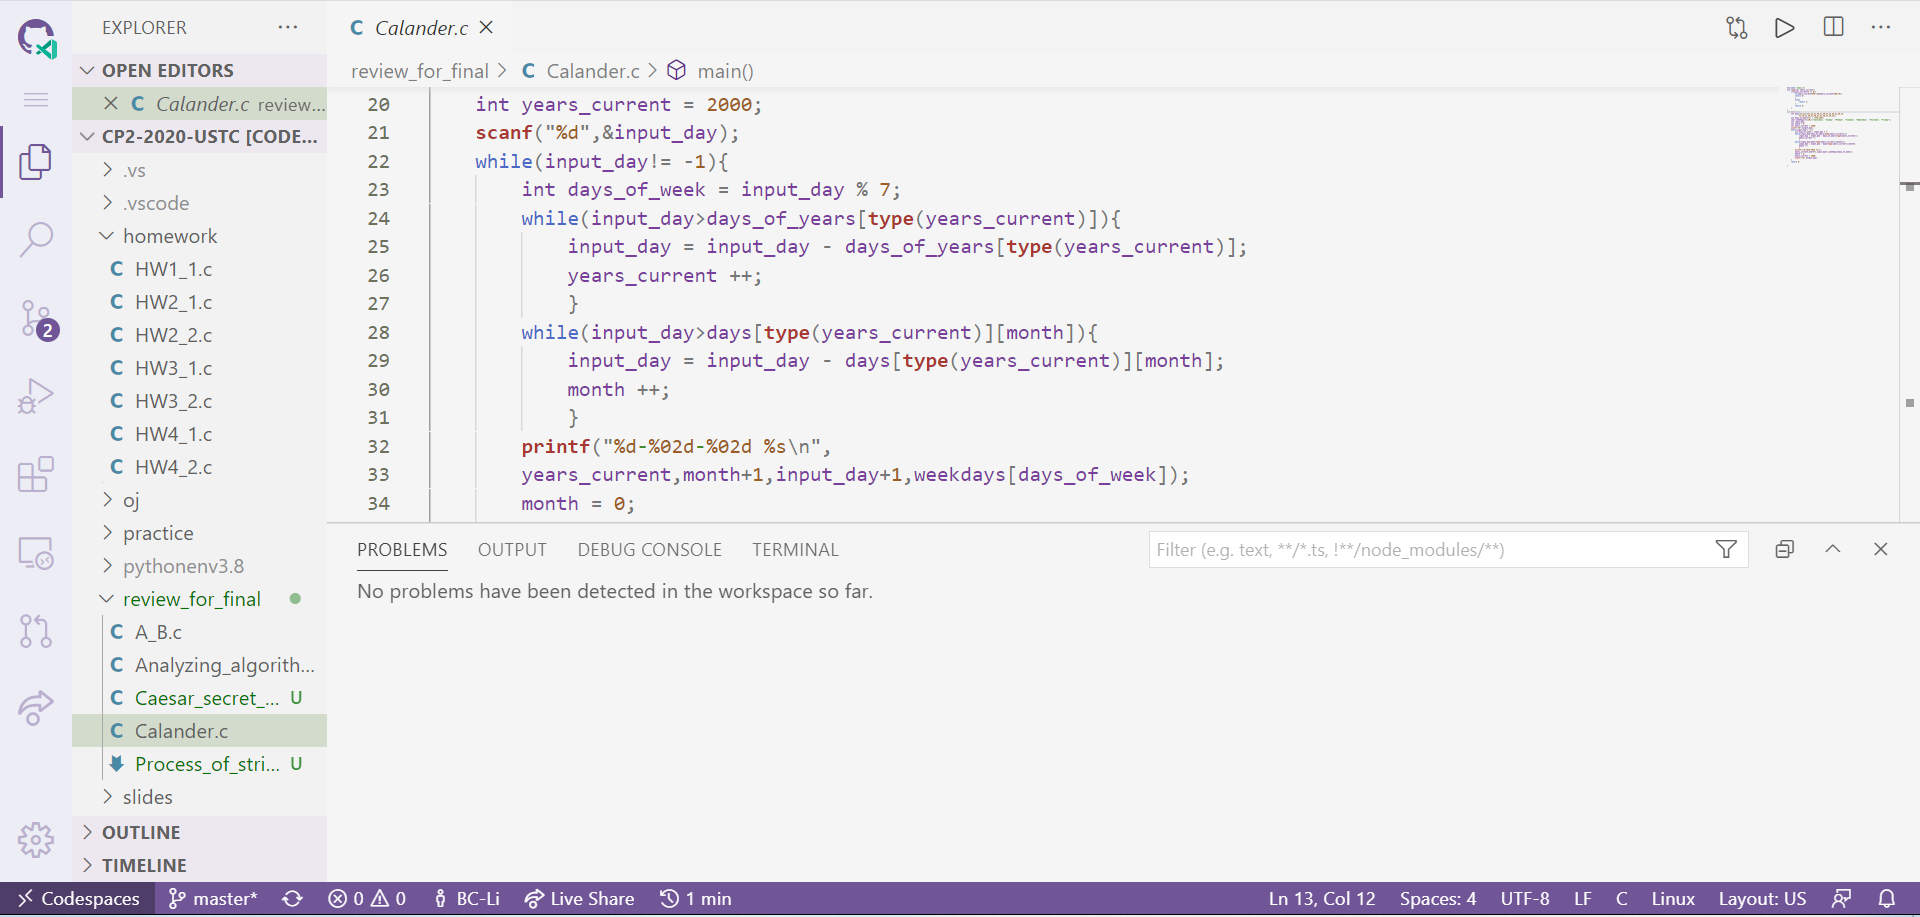 EXPLORER
OPEN EDITORS
Calander.c review...
CP2-2020-USTC [CODE...
.vs
.vscode
homework
HW1_1.c
HW2_1.c
HW2_2.c
HW3_1.c
HW3_2.c
HW4_1.c
HW4_2.c
oj
practice
pythonenv3.8
review_for_final
A_B.c
Analyzing_algorith...
Caesar_secret_... U
Calander.c
Process_of_stri... U
slides
OUTLINE
TIMELINE
2
C Calander.c
review_for_final > C Calander.c > main()
20 int years_current = 2000;
21 scanf("%d",&input_day);
22 while(input_day!= -1){
23 int days_of_week = input_day % 7;
24 while(input_day>days_of_years[type(years_current)]){
25 input_day = input_day - days_of_years[type(years_current)];
26 years_current ++;
27 }
28 while(input_day>days[type(years_current)][month]){
29 input_day = input_day - days[type(years_current)][month];
30 month ++;
31 }
32 printf("%d-%02d-%02d %s\n",
33 years_current,month+1,input_day+1,weekdays[days_of_week]);
34 month = 0;
PROBLEMS OUTPUT DEBUG CONSOLE TERMINAL
Filter (e.g. text, **/*.ts, !**/node_modules/**)
No problems have been detected in the workspace so far.
Codespaces master* 0 0 BC-Li Live Share 1 min Ln 13, Col 12 Spaces: 4 UTF-8 LF C Linux Layout: US